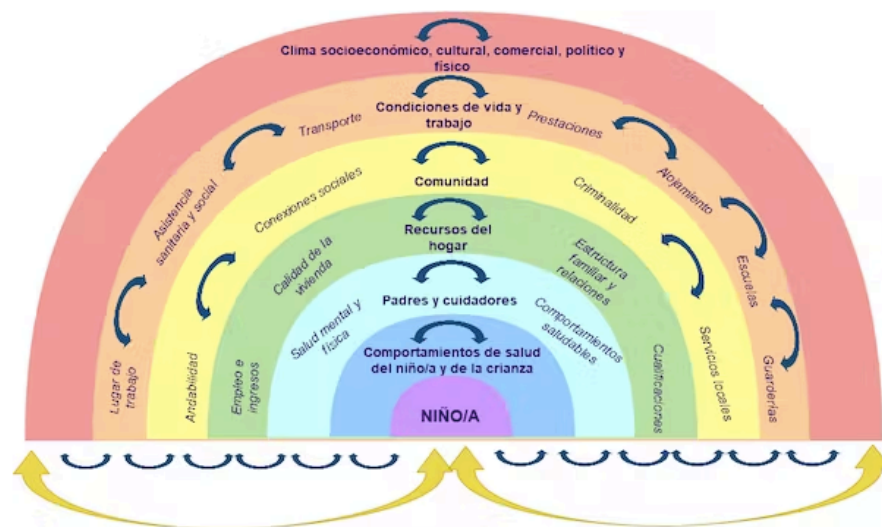 Clima socioeconómico, cultural, comercial, político y
físico
Condiciones de vida y
trabajo
Transporte
Prestaciones
Asistencia
sanitaria y social
Alojamiento
Lugar de
trabajo
Escuelas
Guarderías
Comunidad
Conexiones sociales
Criminalidad
Andabilidad
Servicios locales
Recursos del
hogar
Calidad de la
vivienda
Estructura
familiar y
relaciones
Empleo e
ingresos
Cualificaciones
Padres y cuidadores
Salud mental y
física
Comportamientos
saludables
Comportamientos de salud
del niño/a y de la crianza
NIÑO/A